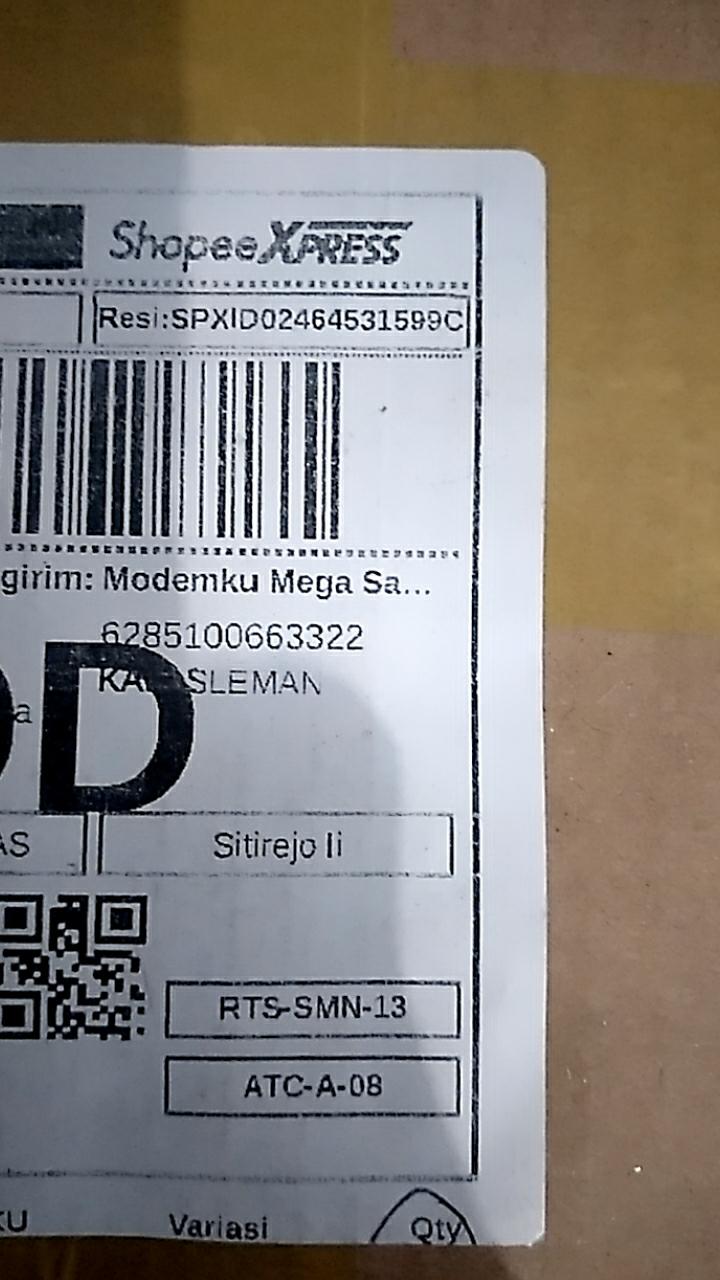 ShopeeXPRESS
Resi:SPXID02464531599C
girim: Modemku Mega Sa...
6285100663322
SLEMAN
a
D
AS
Sitirejo Ii
RTS-SMN-13
ATC-A-08
KU Variasi Qty